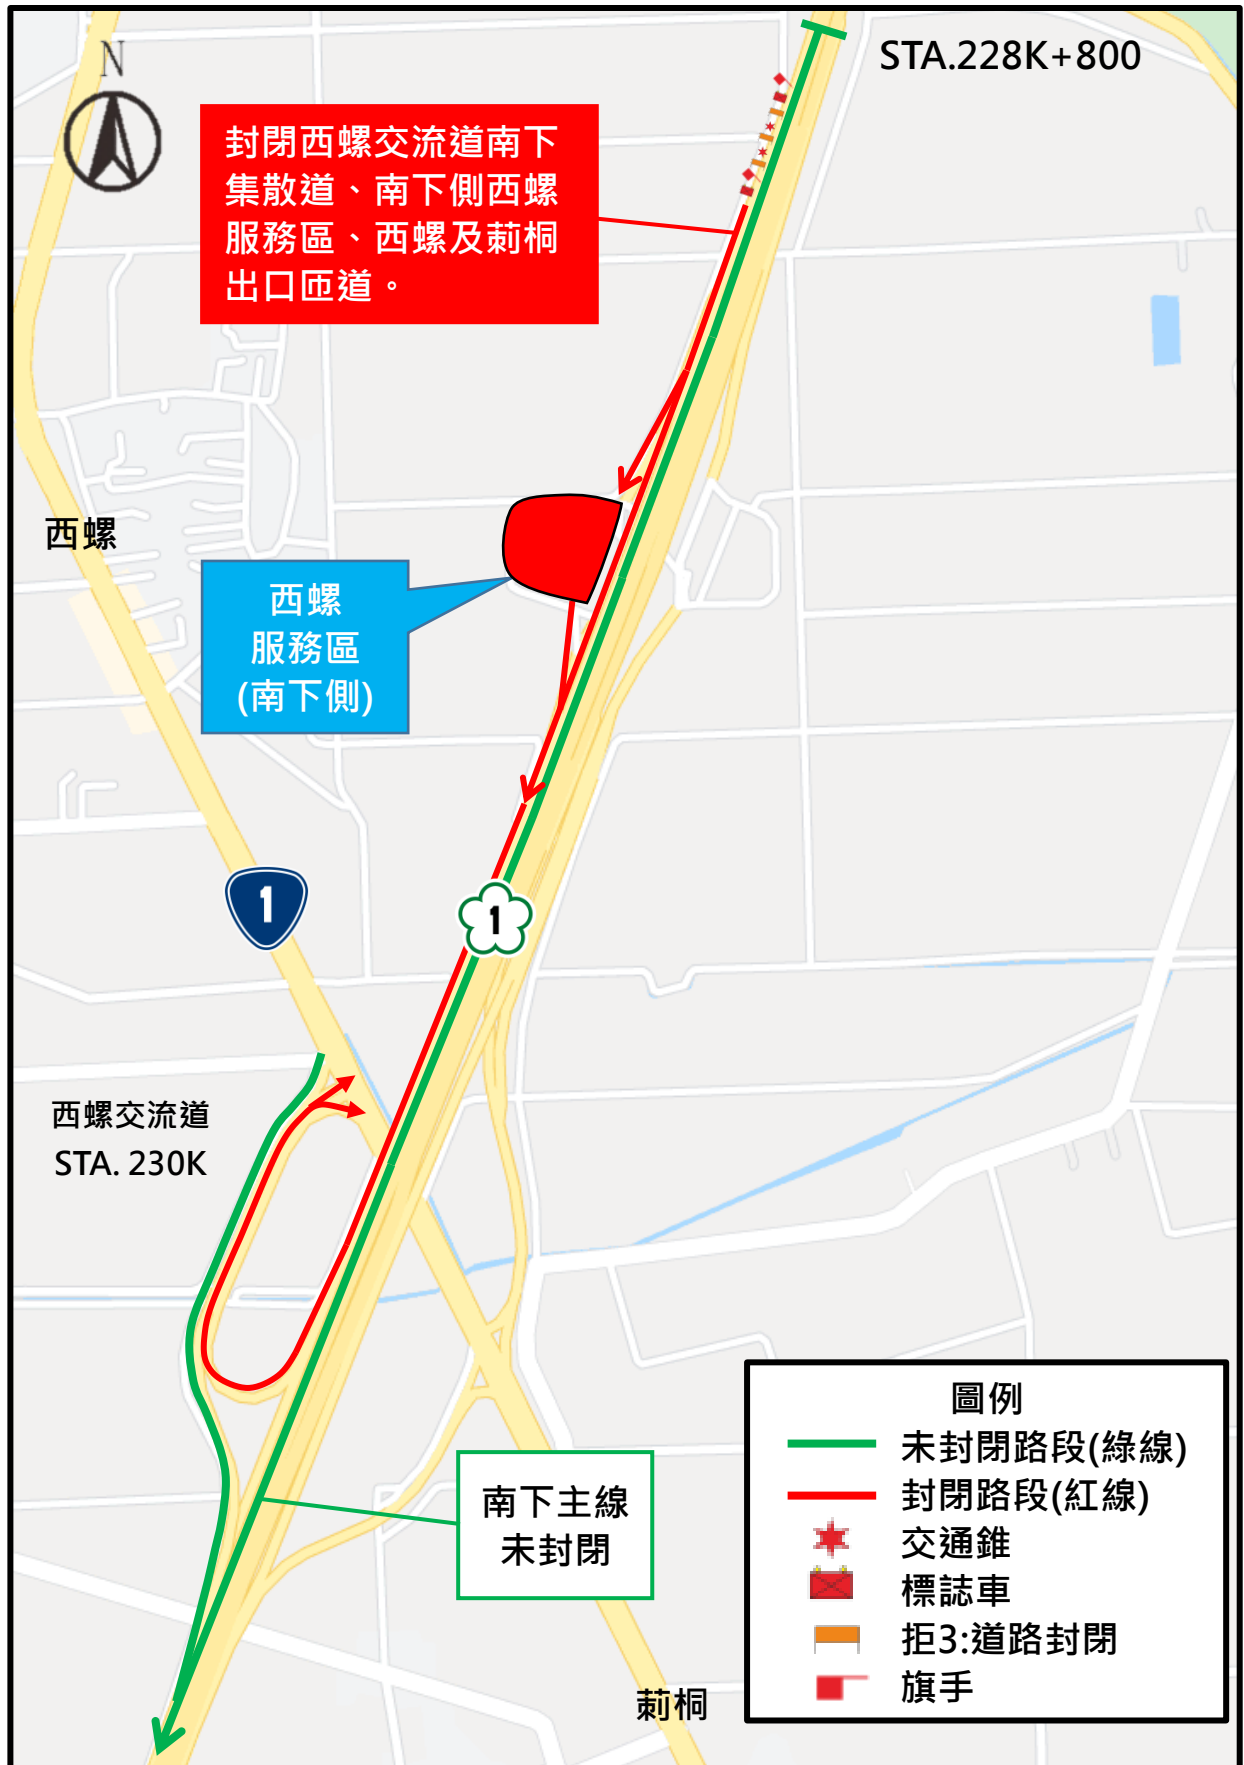 N
STA.228K+800
封閉西螺交流道南下
集散道、南下側西螺
服務區、西螺及莿桐
出口匝道。
西螺
西螺
服務區
(南下側)
1
1
西螺交流道
STA. 230K
南下主線
未封閉
莿桐
圖例
未封閉路段(綠線)
封閉路段(紅線)
交通錐
標誌車
拒3:道路封閉
旗手